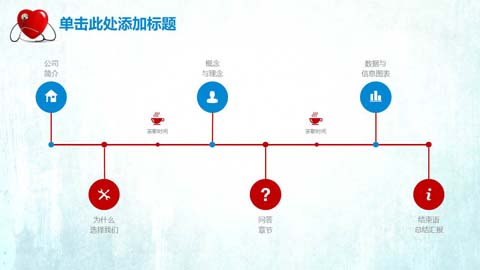 单击此处添加标题
公司
简介
概念
与理念
数据与
信息图表
茶歇时间
茶歇时间
为什么
选择我们
问答
章节
结束语
总结汇报